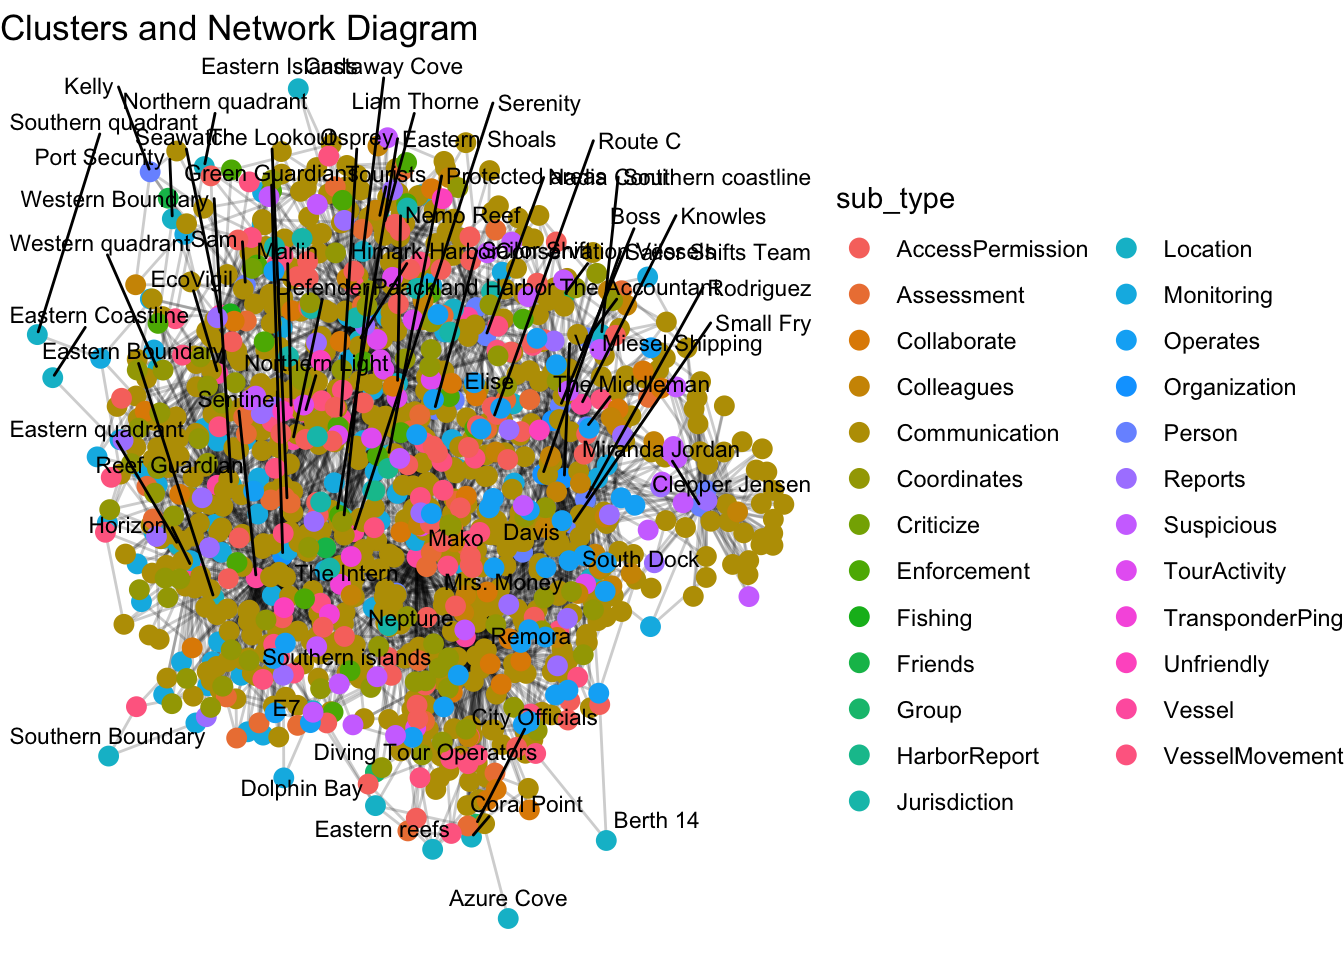 Clusters and Network Diagram
Eastern Islands
Castaway Cove
Kelly
Northern quadrant
Liam Thorne
Serenity
Southern quadrant
Seawatch
The Lookout
Osprey
Eastern Shoals
Route C
Port Security
Green Guardians
Tourists
Protected areas
Nadia Conti
Southern coastline
Western Boundary
Nemo Reef
Boss
Knowles
Western quadrant
Sam
Marlin
Himark Harbor
Conservation Vessels
Sailor Shifts Team
EcoVigil
Defender
Paackland Harbor
The Accountant
Rodriguez
Eastern Coastline
Small Fry
Eastern Boundary
Northern Light
V. Miesel Shipping
Sentinel
Elise
The Middleman
Eastern quadrant
Miranda Jordan
Reef Guardian
Clepper Jensen
Horizon
Mako
Davis
The Intern
Mrs. Money
South Dock
Neptune
Remora
Southern islands
E7
City Officials
Southern Boundary
Diving Tour Operators
Dolphin Bay
Coral Point
Eastern reefs
Berth 14
Azure Cove
sub_type
AccessPermission
Assessment
Collaborate
Colleagues
Communication
Coordinates
Criticize
Enforcement
Fishing
Friends
Group
HarborReport
Jurisdiction
Location
Monitoring
Operates
Organization
Person
Reports
Suspicious
TourActivity
TransponderPing
Unfriendly
Vessel
VesselMovement